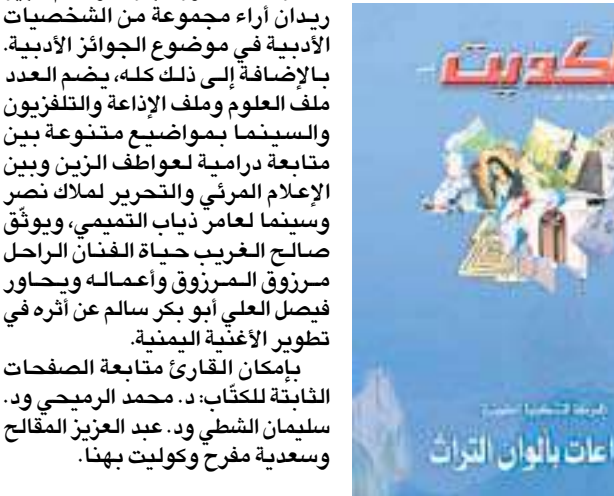 ريدان أراء مجموعة من الشخصيات
الأدبية في موضوع الجوائز الأدبية.
بالإضافة إلى ذلك كله، يضم العدد
ملف العلوم وملف الإذاعة والتلفزيون
والسينما بمواضيع متنوعة بين
متابعة درامية لعواطف الزين وبين
الإعلام المرئي والتحرير لملاك نصر
وسينما لعامر ذياب التميمي، ويوثّق
صالح الغريب حياة الفنان الراحل
مرزوق المرزوق وأعماله ويحاور
فيصل العلي أبو بكر سالم عن أثره في
تطوير الأغنية اليمنية.
بإمكان القارئ متابعة الصفحات
الثابتة للكتّاب: د. محمد الرميحي ود.
سليمان الشطي ود. عبد العزيز المقالح
وسعدية مفرح وكوليت بهنا.
كويت
اعات بألوان التراث